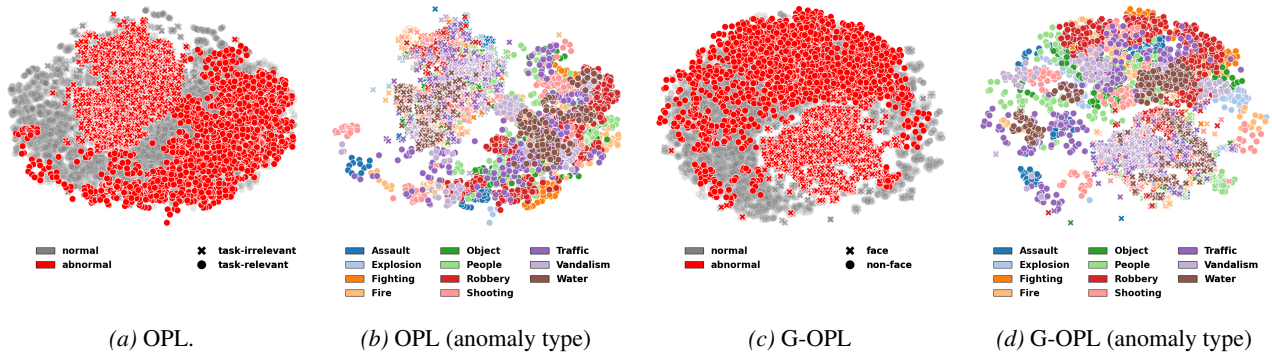 normal
abnormal
task-irrelevant
task-relevant
Assault
Explosion
Fighting
Fire
Object
People
Robbery
Shooting
Traffic
Vandalism
Water
normal
abnormal
face
non-face
Assault
Explosion
Fighting
Fire
Object
People
Robbery
Shooting
Traffic
Vandalism
Water
(a) OPL.
(b) OPL (anomaly type)
(c) G-OPL
(d) G-OPL (anomaly type)